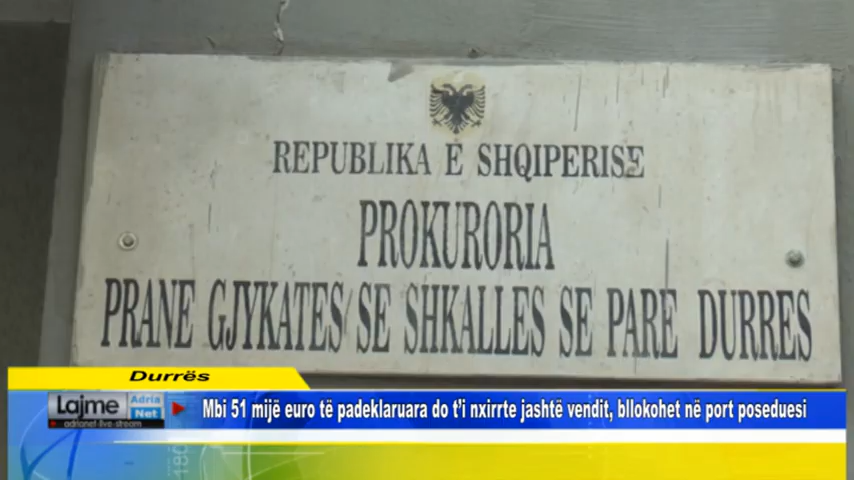 REPUBLIKA E SHQIPERISE
PROKURORIA
PRANE GJYKATES SE SHKALLES SE PARE DURRES
Durrës
Lajme Adria Net
adrianet-live-stream
Mbi 51 mijë euro të padeklaruara do t'i nxirrte jashtë vendit, bllokohet në port poseduesi
180